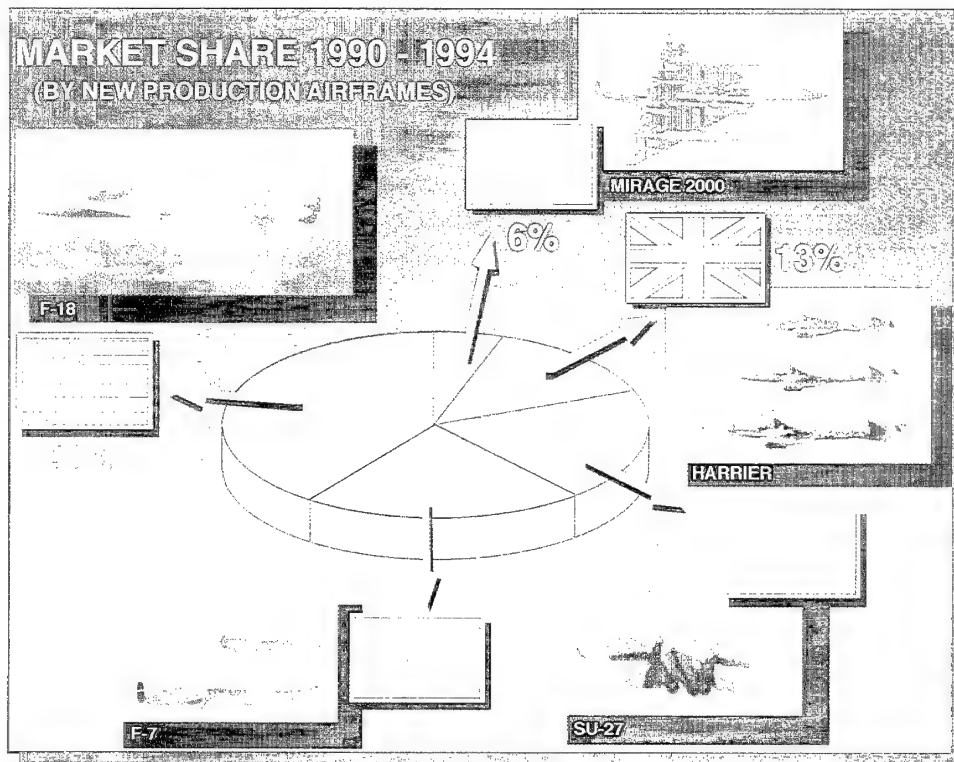 MARKET SHARE 1990 - 1994
(BY NEW PRODUCTION AIRFRAMES)
MIRAGE 2000
6%
13%
F-18
HARRIER
F-7
SU-27